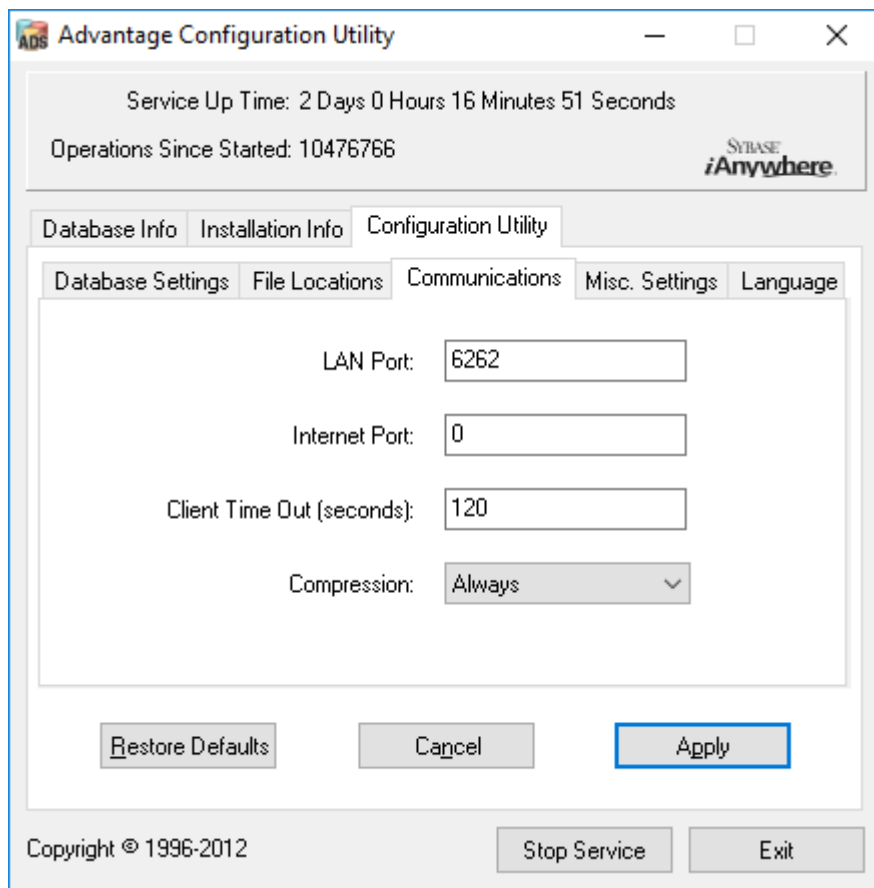 ADS Advantage Configuration Utility
Service Up Time: 2 Days 0 Hours 16 Minutes 51 Seconds
Operations Since Started: 10476766
SYBASE
iAnywhere.
Database Info Installation Info Configuration Utility
Database Settings File Locations Communications Misc. Settings Language
LAN Port: 6262
Internet Port: 0
Client Time Out (seconds): 120
Compression: Always
Restore Defaults Cancel Apply
Copyright © 1996-2012 Stop Service Exit